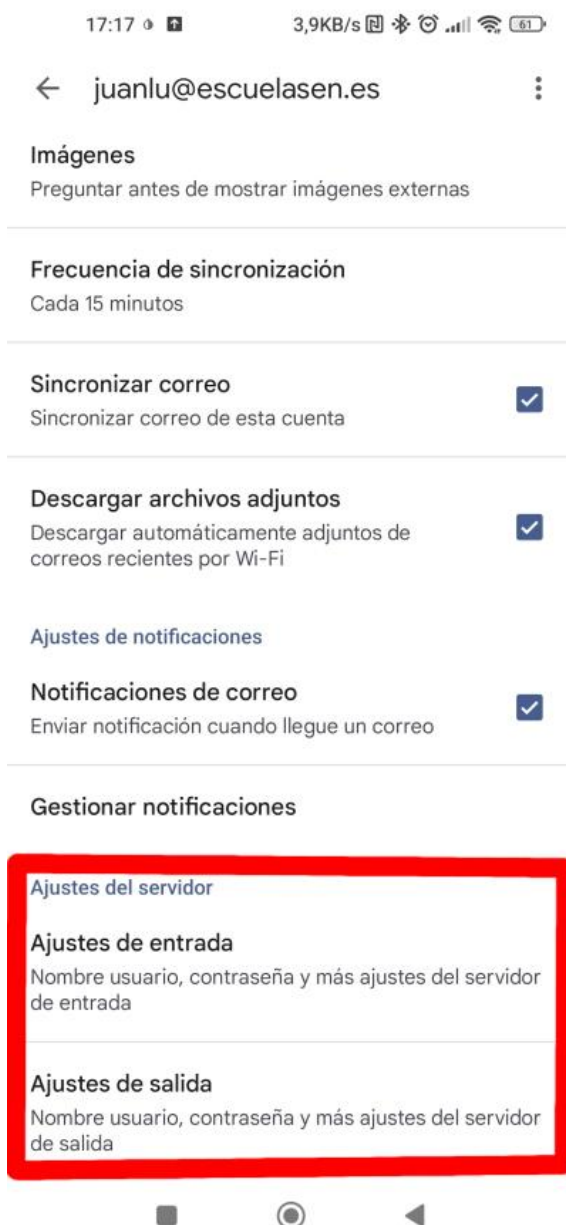 17:17 3,9KB/s 61
juanlu@escuelasen.es
Imágenes
Preguntar antes de mostrar imágenes externas
Frecuencia de sincronización
Cada 15 minutos
Sincronizar correo
Sincronizar correo de esta cuenta
Descargar archivos adjuntos
Descargar automáticamente adjuntos de
correos recientes por Wi-Fi
Ajustes de notificaciones
Notificaciones de correo
Enviar notificación cuando llegue un correo
Gestionar notificaciones
Ajustes del servidor
Ajustes de entrada
Nombre usuario, contraseña y más ajustes del servidor
de entrada
Ajustes de salida
Nombre usuario, contraseña y más ajustes del servidor
de salida